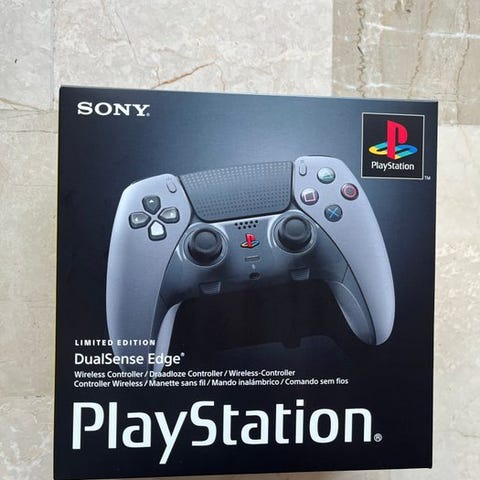 SONY®
PlayStation
TM
LIMITED EDITION
DualSense Edge®
Wireless Controller / Draadloze Controller / Wireless-Controller
Controller Wireless / Manette sans fil / Mando inalámbrico / Comando sem fios
PlayStation®